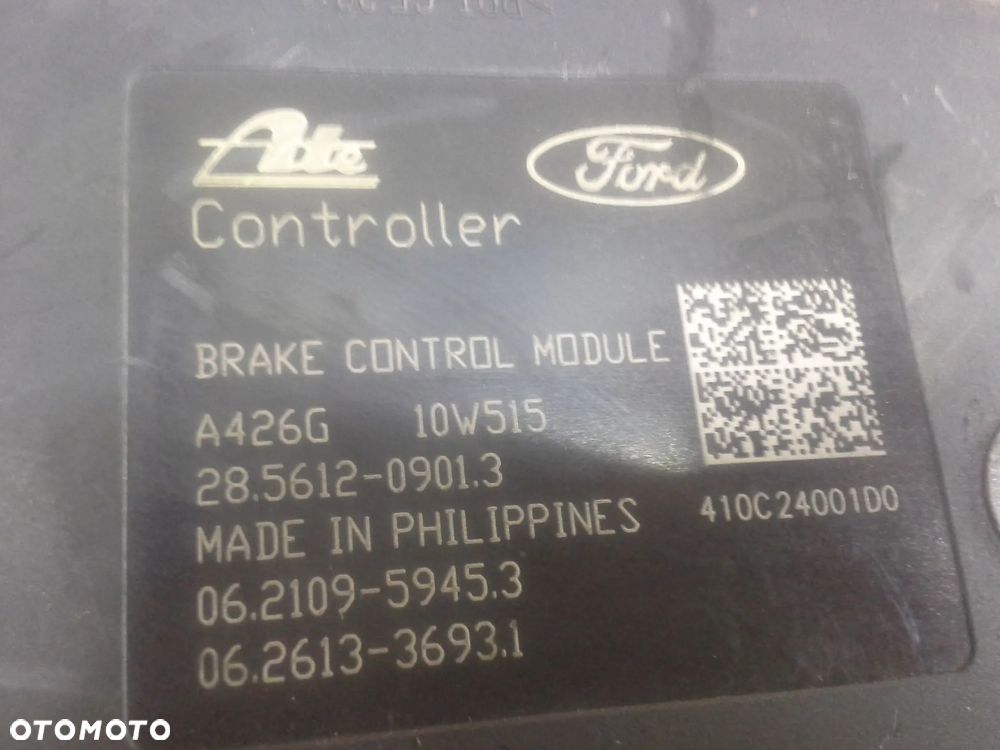 Ate
Ford
Controller
BRAKE CONTROL MODULE
A426G 10W515
28.5612-0901.3
MADE IN PHILIPPINES
410C24001D0
06.2109-5945.3
06.2613-3693.1
OTOMOTO